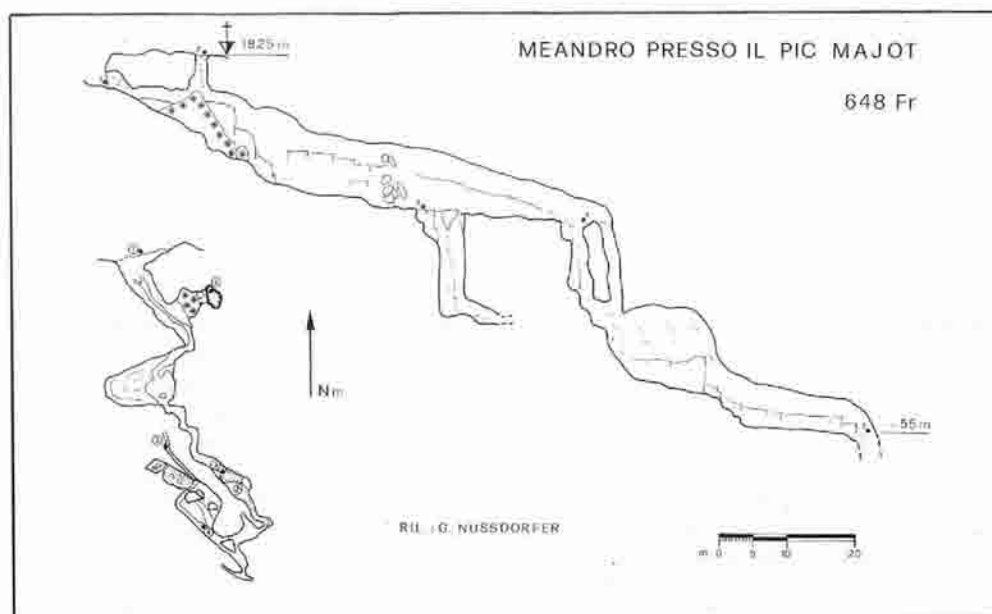 1825 m
MEANDRO PRESSO IL PIC MAJOT
648 Fr
Nm
-55 m
RIL.: G. NUSSDORFER
m 0 5 10 20